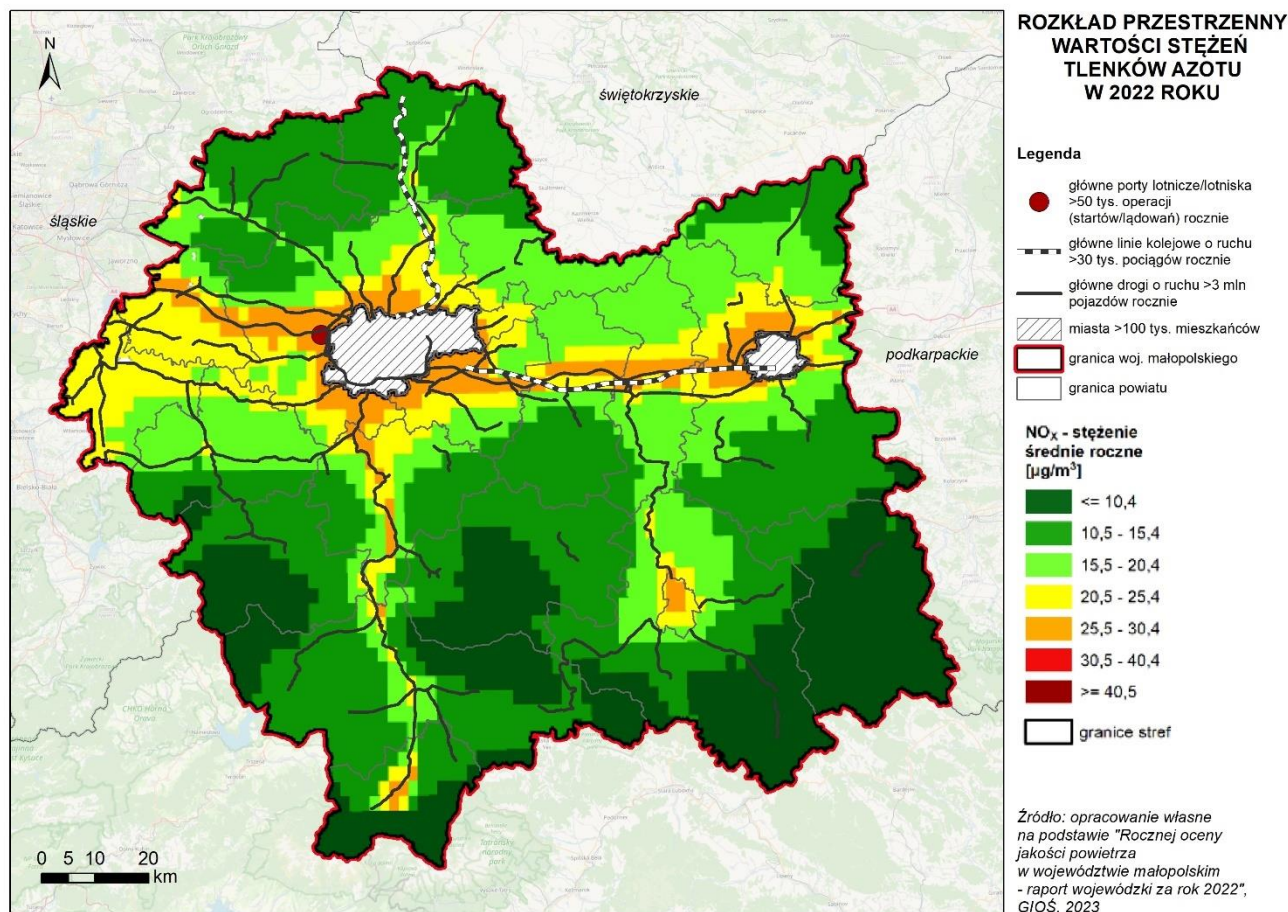 ROZKŁAD PRZESTRZENNY
WARTOŚCI STĘŻEŃ
TLENKÓW AZOTU
W 2022 ROKU
N
świętokrzyskie
śląskie
podkarpackie
Legenda
główne porty lotnicze/lotniska
>50 tys. operacji
(startów/lądowań) rocznie
główne linie kolejowe o ruchu
>30 tys. pociągów rocznie
główne drogi o ruchu >3 mln
pojazdów rocznie
miasta >100 tys. mieszkańców
granica woj. małopolskiego
granica powiatu
NOX - stężenie
średnie roczne
[µg/m³]
<= 10,4
10,5 - 15,4
15,5 - 20,4
20,5 - 25,4
25,5 - 30,4
30,5 - 40,4
>= 40,5
granice stref
0 5 10 20
km
Źródło: opracowanie własne
na podstawie "Rocznej oceny
jakości powietrza
w województwie małopolskim
- raport wojewódzki za rok 2022",
GIOŚ, 2023